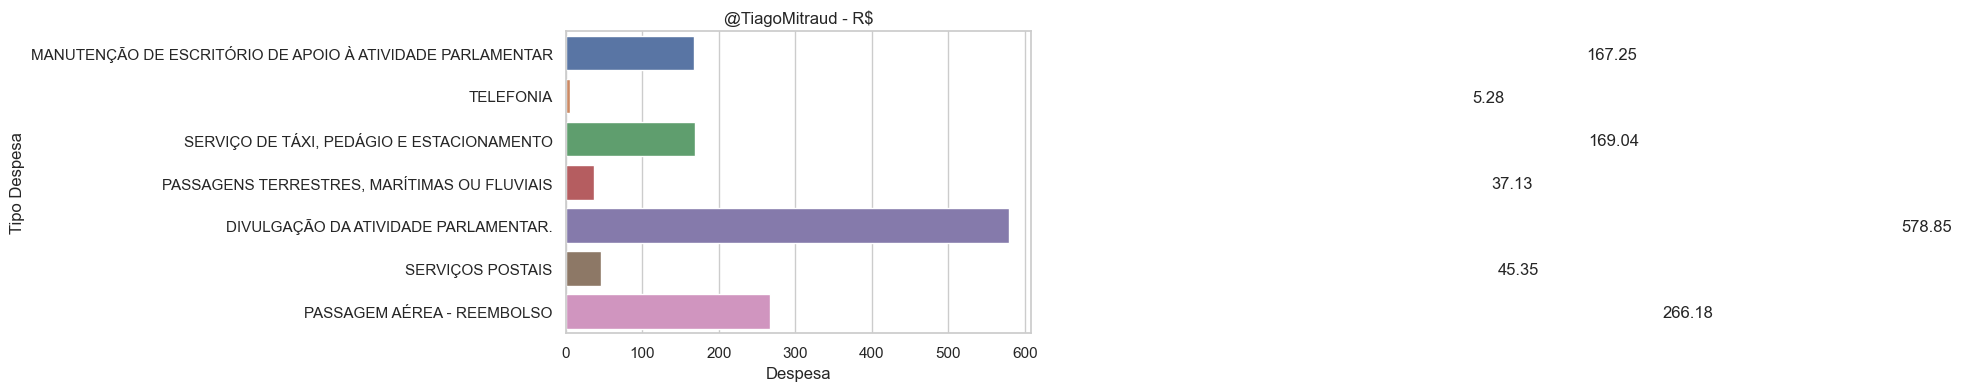 @TiagoMitraud - R$
MANUTENÇÃO DE ESCRITÓRIO DE APOIO À ATIVIDADE PARLAMENTAR
167.25
TELEFONIA
5.28
SERVIÇO DE TÁXI, PEDÁGIO E ESTACIONAMENTO
169.04
PASSAGENS TERRESTRES, MARÍTIMAS OU FLUVIAIS
37.13
DIVULGAÇÃO DA ATIVIDADE PARLAMENTAR.
578.85
SERVIÇOS POSTAIS
45.35
PASSAGEM AÉREA - REEMBOLSO
266.18
Tipo Despesa
0 100 200 300 400 500 600
Despesa